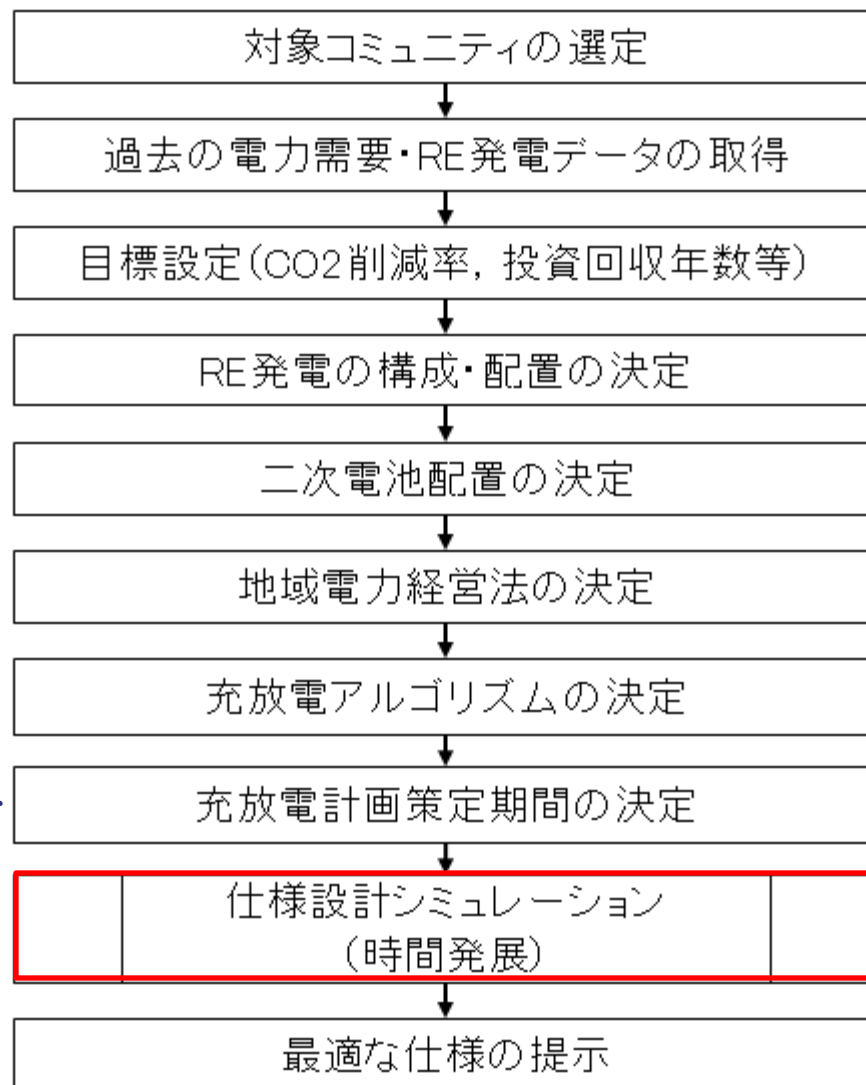 対象コミュニティの選定
過去の電力需要・RE発電データの取得
目標設定(CO2削減率, 投資回収年数等)
RE発電の構成・配置の決定
二次電池配置の決定
地域電力経営法の決定
充放電アルゴリズムの決定
充放電計画策定期間の決定
仕様設計シミュレーション
(時間発展)
最適な仕様の提示